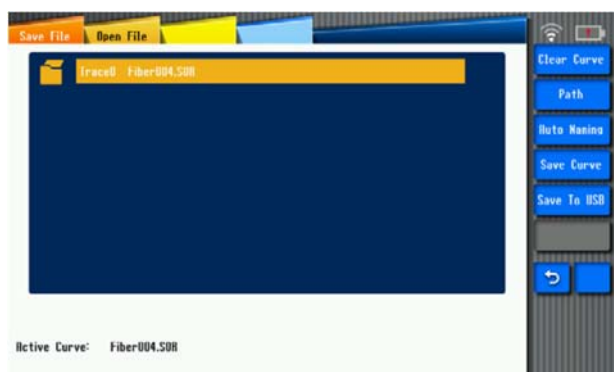 Save File
Open File
Trace0 Fiber004.SOR
Clear Curve
Path
Auto Naming
Save Curve
Save To USB
Active Curve: Fiber004.SOR